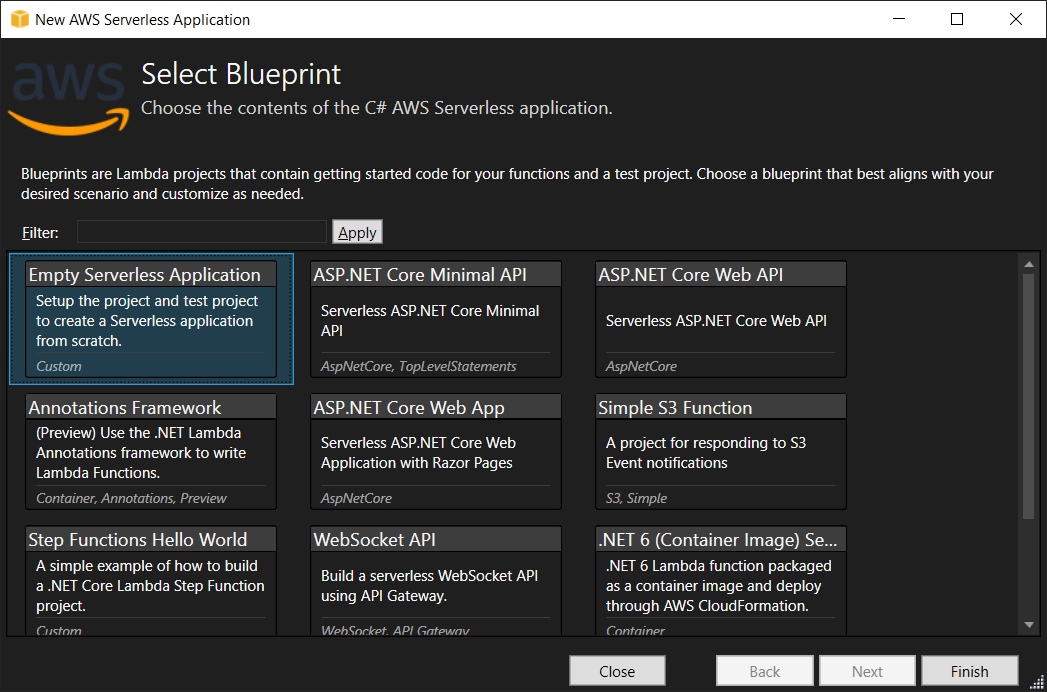 New AWS Serverless Application
aws
Select Blueprint
Choose the contents of the C# AWS Serverless application.
Blueprints are Lambda projects that contain getting started code for your functions and a test project. Choose a blueprint that best aligns with your
desired scenario and customize as needed.
Filter:
Apply
Empty Serverless Application
Setup the project and test project
to create a Serverless application
from scratch.
Custom
ASP.NET Core Minimal API
Serverless ASP.NET Core Minimal
API
AspNetCore, TopLevelStatements
ASP.NET Core Web API
Serverless ASP.NET Core Web API
AspNetCore
Annotations Framework
(Preview) Use the .NET Lambda
Annotations framework to write
Lambda Functions.
Container, Annotations, Preview
ASP.NET Core Web App
Serverless ASP.NET Core Web
Application with Razor Pages
AspNetCore
Simple S3 Function
A project for responding to S3
Event notifications
S3, Simple
Step Functions Hello World
A simple example of how to build
a .NET Core Lambda Step Function
project.
Custom
WebSocket API
Build a serverless WebSocket API
using API Gateway.
WebSocket, API Gateway
.NET 6 (Container Image) Se...
.NET 6 Lambda function packaged
as a container image and deploy
through AWS CloudFormation.
Container
Close
Back
Next
Finish